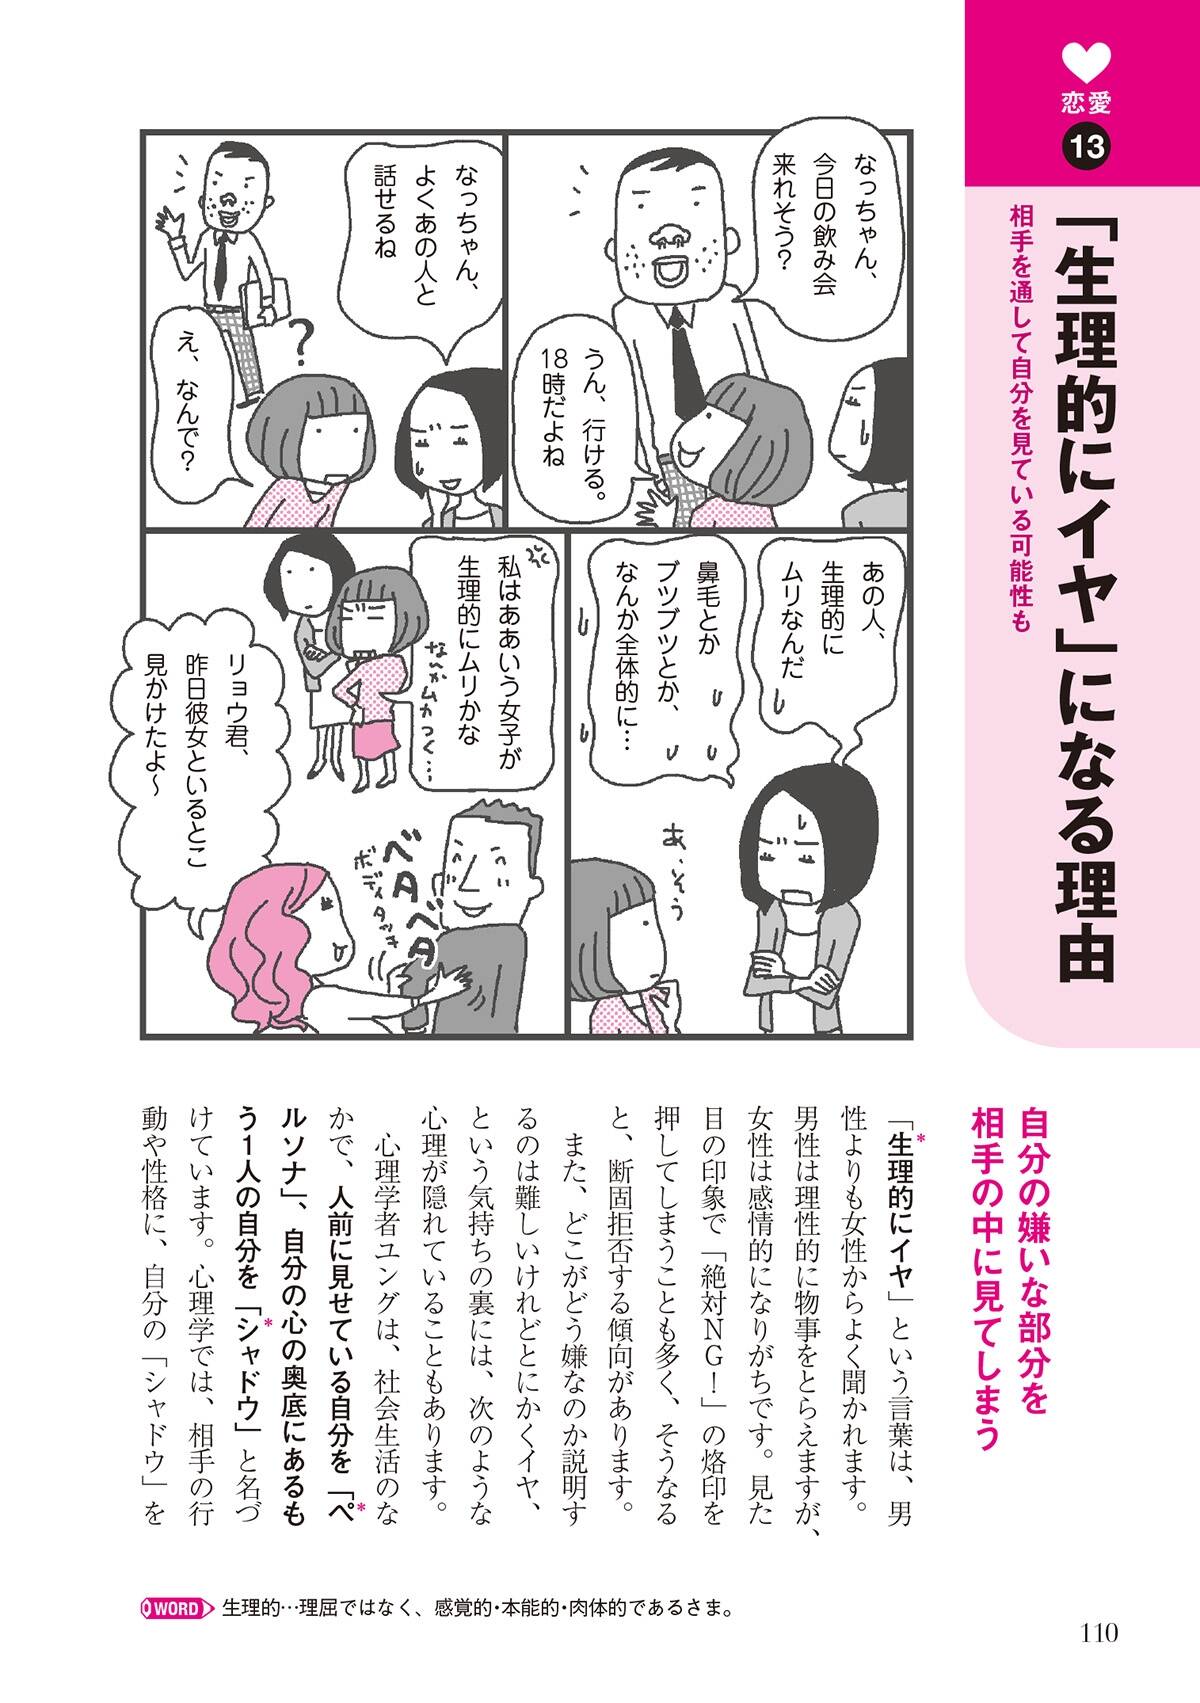 恋愛
13
「生理的にイヤ」になる理由
相手を通して自分を見ている可能性も
なっちゃん、
今日の飲み会
来れそう？
うん、行ける。
18時だよね
なっちゃん、
よくあの人と
話せるね
？
え、なんで？
あの人、
生理的に
ムリなんだ
鼻毛とか
ブツブツとか、
なんか全体的に…
あ、そう
私はああいう女子が
生理的にムリかな
なんかムカつく…
ベタベタ
ボディタッチ
リョウ君、
昨日彼女といるとこ
見かけたよ～
自分の嫌いな部分を
相手の中に見てしまう
「生理的にイヤ」という言葉は、男
性よりも女性からよく聞かれます。
男性は理性的に物事をとらえますが、
女性は感情的になりがちです。見た
目の印象で「絶対ＮＧ！」の烙印を
押してしまうことも多く、そうなる
と、断固拒否する傾向があります。
また、どこがどう嫌なのか説明す
るのは難しいけれどとにかくイヤ、
という気持ちの裏には、次のような
心理が隠れていることもあります。
心理学者ユングは、社会生活のな
かで、人前に見せている自分を「ペ
ルソナ」、自分の心の奥底にあるも
う１人の自分を「シャドウ」と名づ
けています。心理学では、相手の行
動や性格に、自分の「シャドウ」を
WORD 生理的…理屈ではなく、感覚的・本能的・肉体的であるさま。
110